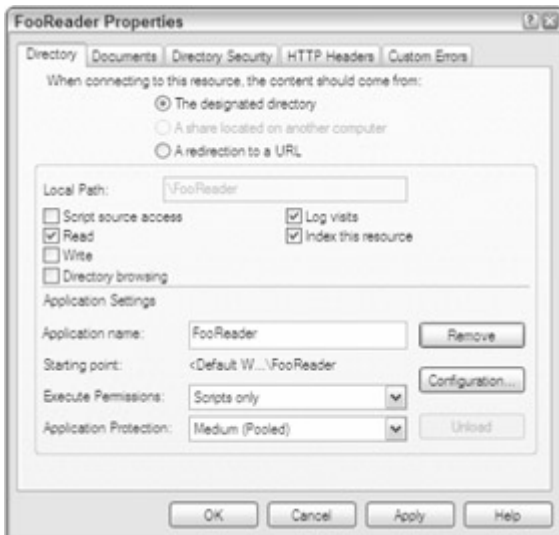 FooReader Properties
Directory Documents Directory Security HTTP Headers Custom Errors
When connecting to this resource, the content should come from:
The designated directory
A share located on another computer
A redirection to a URL
Local Path: \FooReader
Script source access Log visits
Read Index this resource
Write
Directory browsing
Application Settings
Application name: FooReader Remove
Starting point: <Default W...\FooReader
Configuration...
Execute Permissions: Scripts only
Application Protection: Medium (Pooled) Unload
OK Cancel Apply Help